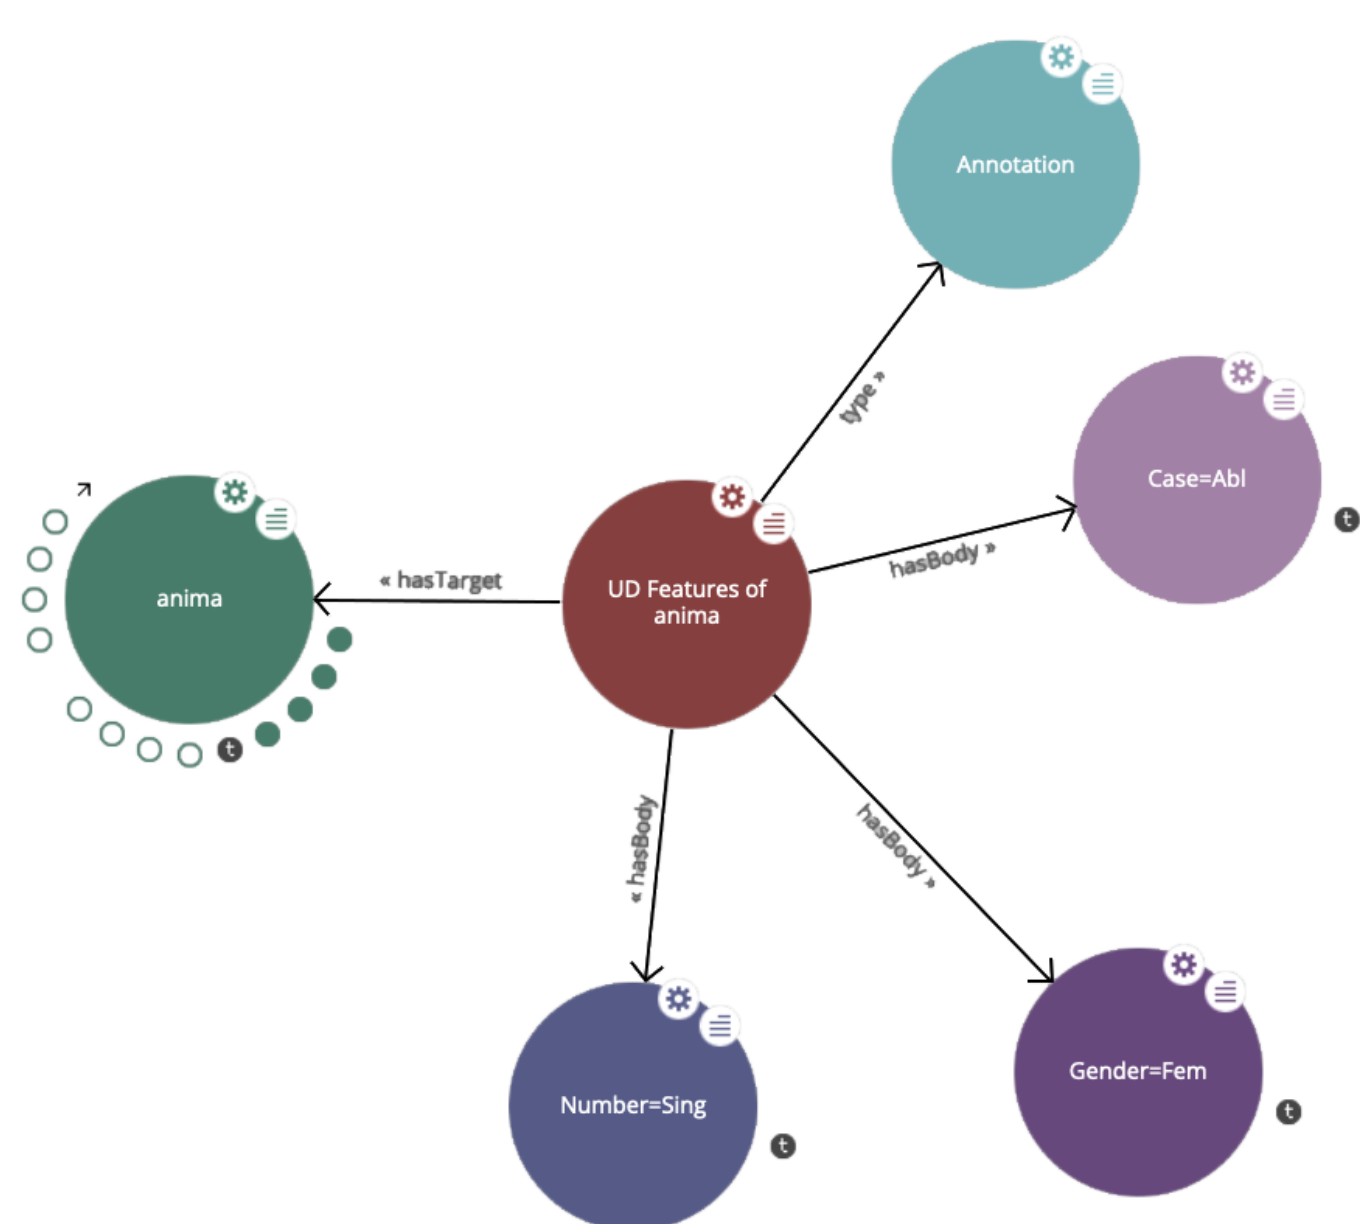 Annotation
type »
Case=Abl
t
hasBody »
« hasTarget
anima
t
UD Features of
anima
« hasBody
hasBody »
Number=Sing
t
Gender=Fem
t